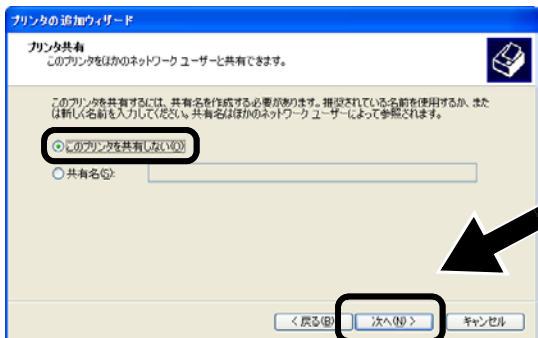 プリンタの追加ウィザード
プリンタ共有
このプリンタをほかのネットワーク ユーザーと共有できます。
このプリンタを共有するには、共有名を作成する必要があります。推奨されている名前を使用するか、また
は新しく名前を入力してください。共有名はほかのネットワーク ユーザーによって参照されます。
このプリンタを共有しない(O)
共有名(S):
< 戻る(B)
次へ(N) >
キャンセル